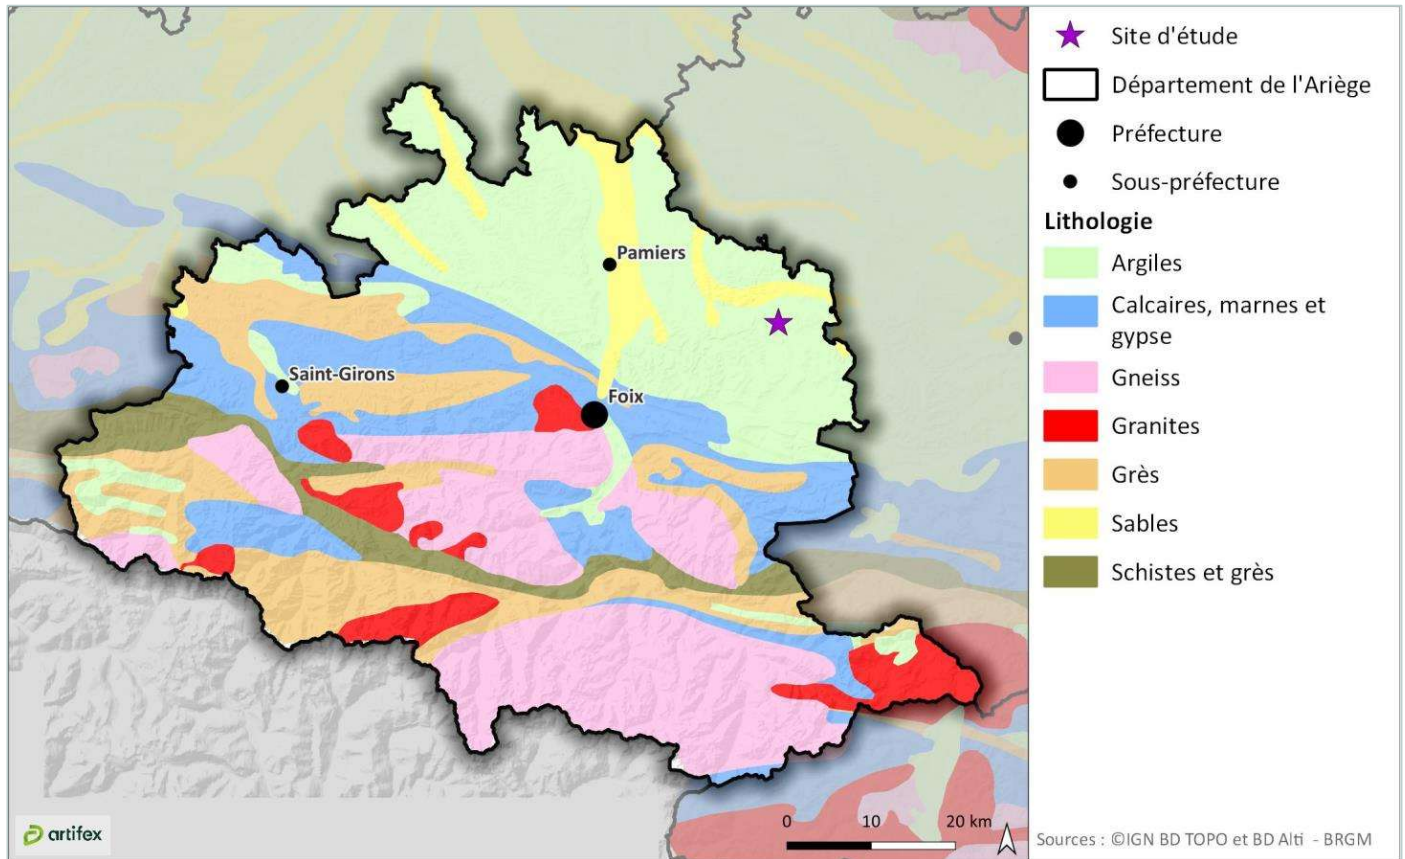 Pamiers
Saint-Girons
Foix
artifex
0 10 20 km
Site d'étude
Département de l'Ariège
Préfecture
Sous-préfecture
Lithologie
Argiles
Calcaires, marnes et
gypse
Gneiss
Granites
Grès
Sables
Schistes et grès
Sources : ©IGN BD TOPO et BD Alti - BRGM